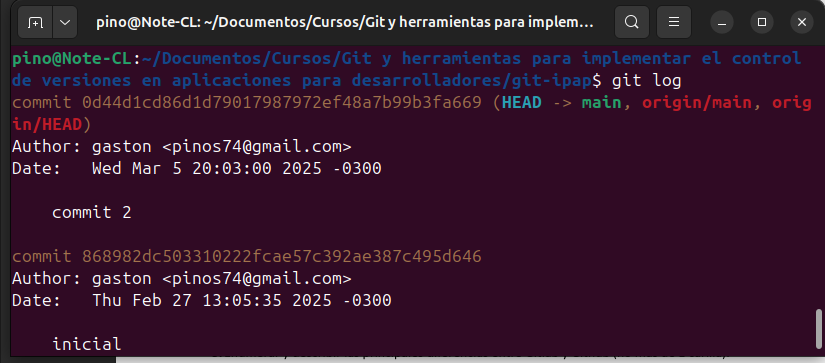 pino@Note-CL: ~/Documentos/Cursos/Git y herramientas para implem…
pino@Note-CL:~/Documentos/Cursos/Git y herramientas para implementar el control
de versiones en aplicaciones para desarrolladores/git-ipap$ git log
commit 0d44d1cd86d1d79017987972ef48a7b99b3fa669 (HEAD -> main, origin/main, orig
in/HEAD)
Author: gaston <pinos74@gmail.com>
Date:   Wed Mar 5 20:03:00 2025 -0300
    commit 2
commit 868982dc503310222fcae57c392ae387c495d646
Author: gaston <pinos74@gmail.com>
Date:   Thu Feb 27 13:05:35 2025 -0300
    inicial